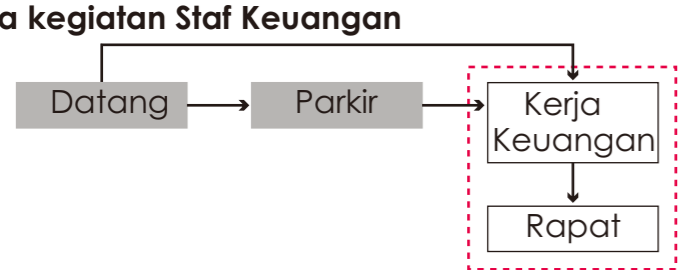 a kegiatan Staf Keuangan
Datang
Parkir
Kerja
Keuangan
Rapat